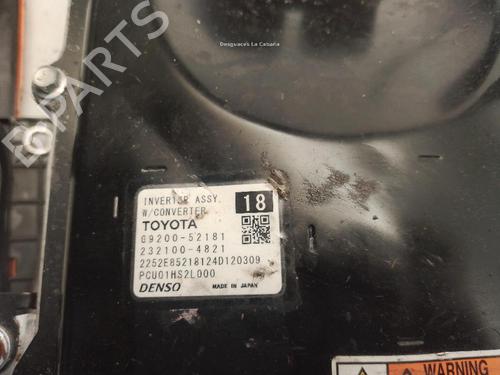 Desguaces La Cabaña
B-PARTS
INVERTER ASSY,
W/CONVERTER
18
TOYOTA
G9200-52181
232100-4821
2252E85218124D120309
PCU01HS2L000
DENSO MADE IN JAPAN
WARNING